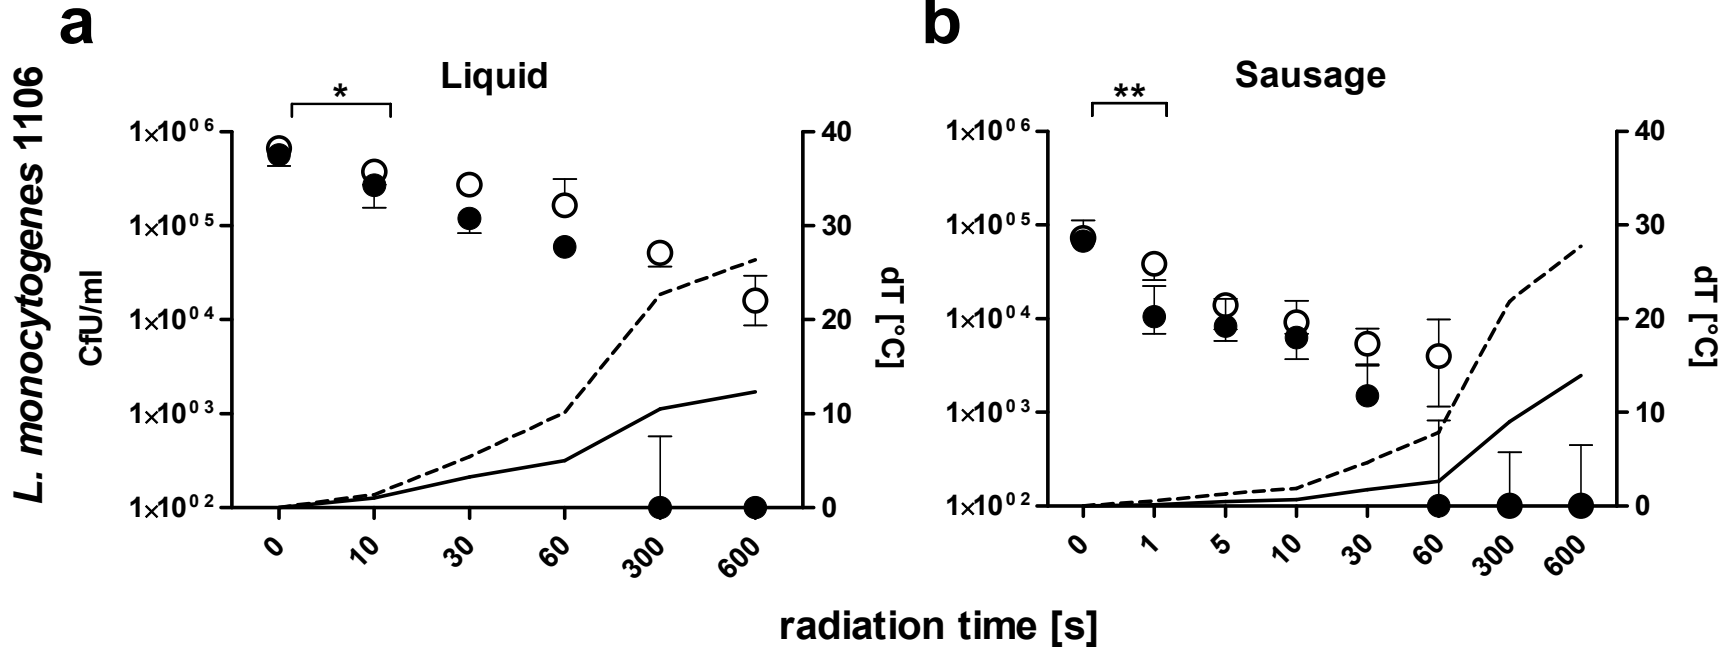 a
b
Liquid
Sausage
*
**
L. monocytogenes 1106
CfU/ml
1×10⁰⁶
1×10⁰⁵
1×10⁰⁴
1×10⁰³
1×10⁰²
40
30
20
10
0
dT [°C]
0 10 30 60 300 600
1×10⁰⁶
1×10⁰⁵
1×10⁰⁴
1×10⁰³
1×10⁰²
40
30
20
10
0
dT [°C]
0 1 5 10 30 60 300 600
radiation time [s]